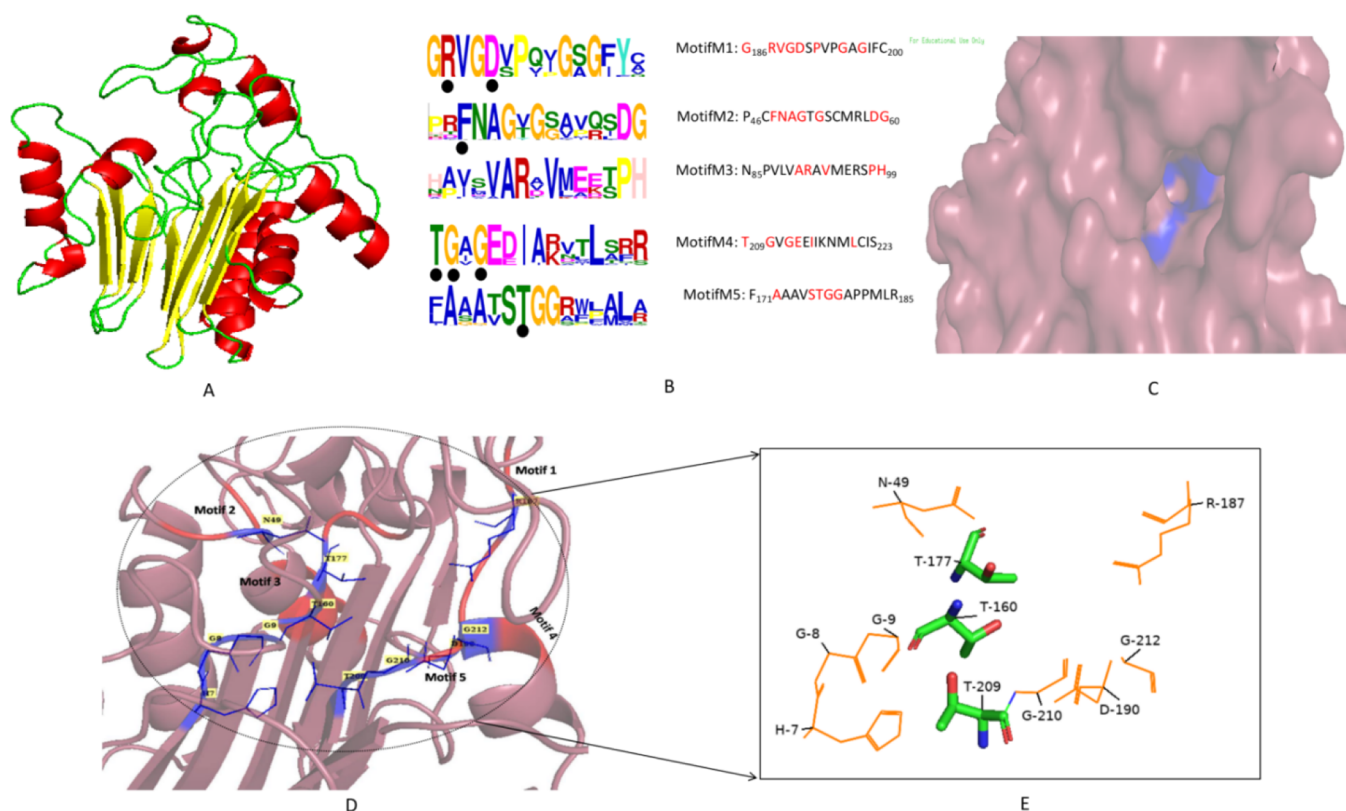 MotifM1: G186RVGDSPVPGAGIFC200
MotifM2: P46CFNAGTGSCMRLDG60
MotifM3: N85PVLVARAVMERSPH99
MotifM4: T209GVGEEIIKNMLCIS223
MotifM5: F171AAAVSTGGAPPMLR185
For Educational Use Only
A
B
C
Motif 1
Motif 2
N49
T177
Motif 3
T160
G9
G8
Motif 4
G212
G210
Motif 5
H7
N-49
R-187
T-177
T-160
G-9
G-8
G-212
T-209
G-210
D-190
H-7
D
E